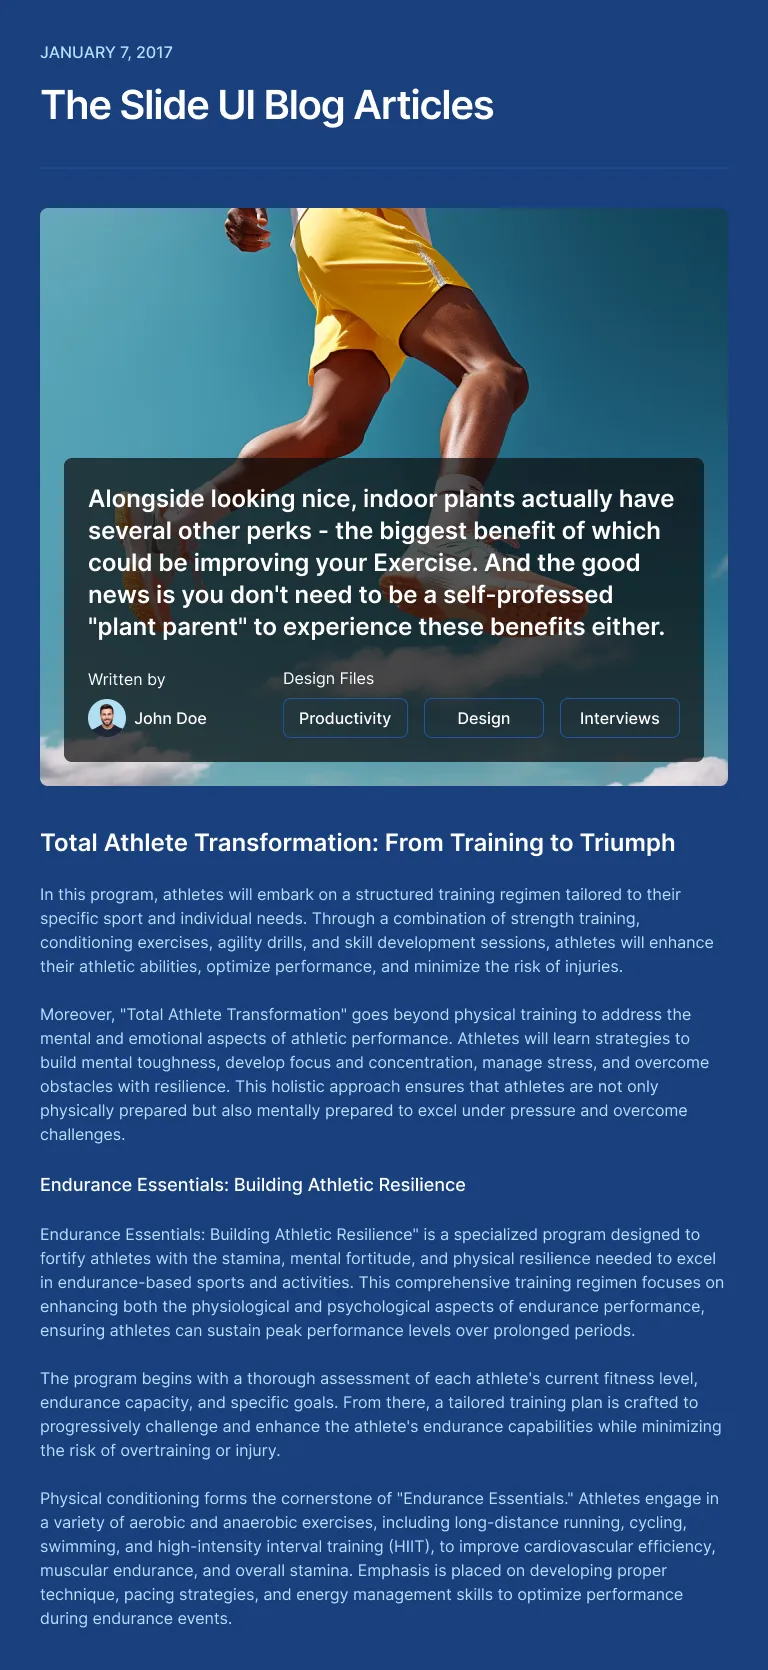 JANUARY 7, 2017
The Slide UI Blog Articles
Alongside looking nice, indoor plants actually have
several other perks - the biggest benefit of which
could be improving your Exercise. And the good
news is you don't need to be a self-professed
"plant parent" to experience these benefits either.
Written by
John Doe
Design Files
Productivity
Design
Interviews
Total Athlete Transformation: From Training to Triumph
In this program, athletes will embark on a structured training regimen tailored to their
specific sport and individual needs. Through a combination of strength training,
conditioning exercises, agility drills, and skill development sessions, athletes will enhance
their athletic abilities, optimize performance, and minimize the risk of injuries.
Moreover, "Total Athlete Transformation" goes beyond physical training to address the
mental and emotional aspects of athletic performance. Athletes will learn strategies to
build mental toughness, develop focus and concentration, manage stress, and overcome
obstacles with resilience. This holistic approach ensures that athletes are not only
physically prepared but also mentally prepared to excel under pressure and overcome
challenges.
Endurance Essentials: Building Athletic Resilience
Endurance Essentials: Building Athletic Resilience" is a specialized program designed to
fortify athletes with the stamina, mental fortitude, and physical resilience needed to excel
in endurance-based sports and activities. This comprehensive training regimen focuses on
enhancing both the physiological and psychological aspects of endurance performance,
ensuring athletes can sustain peak performance levels over prolonged periods.
The program begins with a thorough assessment of each athlete's current fitness level,
endurance capacity, and specific goals. From there, a tailored training plan is crafted to
progressively challenge and enhance the athlete's endurance capabilities while minimizing
the risk of overtraining or injury.
Physical conditioning forms the cornerstone of "Endurance Essentials." Athletes engage in
a variety of aerobic and anaerobic exercises, including long-distance running, cycling,
swimming, and high-intensity interval training (HIIT), to improve cardiovascular efficiency,
muscular endurance, and overall stamina. Emphasis is placed on developing proper
technique, pacing strategies, and energy management skills to optimize performance
during endurance events.